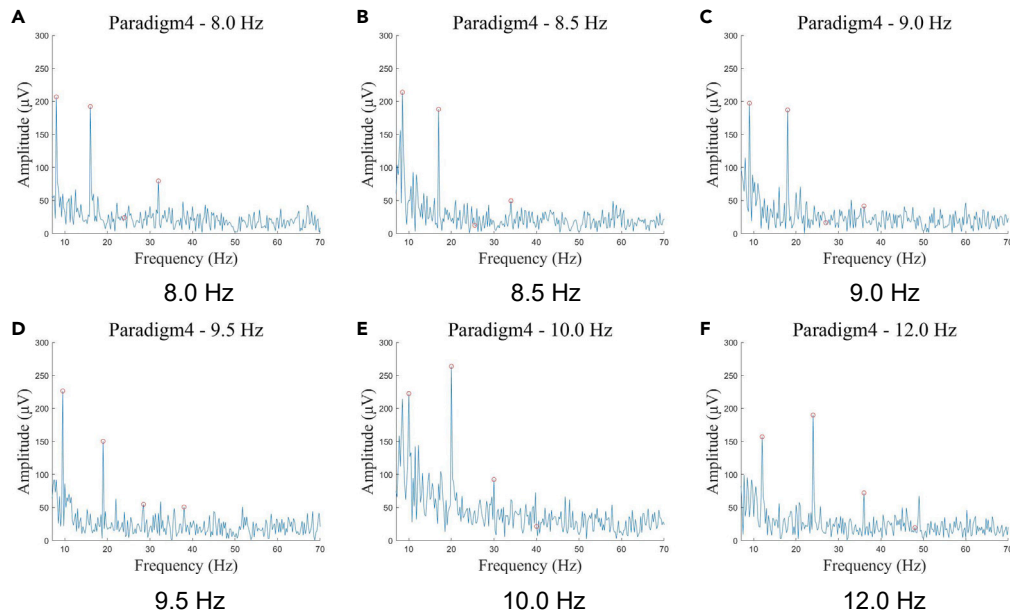 A
Paradigm4 - 8.0 Hz
300
250
200
150
100
50
0
Amplitude (µV)
10 20 30 40 50 60 70
Frequency (Hz)
8.0 Hz
B
Paradigm4 - 8.5 Hz
300
250
200
150
100
50
0
Amplitude (µV)
10 20 30 40 50 60 70
Frequency (Hz)
8.5 Hz
C
Paradigm4 - 9.0 Hz
300
250
200
150
100
50
0
Amplitude (µV)
10 20 30 40 50 60 70
Frequency (Hz)
9.0 Hz
D
Paradigm4 - 9.5 Hz
300
250
200
150
100
50
0
Amplitude (µV)
10 20 30 40 50 60 70
Frequency (Hz)
9.5 Hz
E
Paradigm4 - 10.0 Hz
300
250
200
150
100
50
0
Amplitude (µV)
10 20 30 40 50 60 70
Frequency (Hz)
10.0 Hz
F
Paradigm4 - 12.0 Hz
300
250
200
150
100
50
0
Amplitude (µV)
10 20 30 40 50 60 70
Frequency (Hz)
12.0 Hz